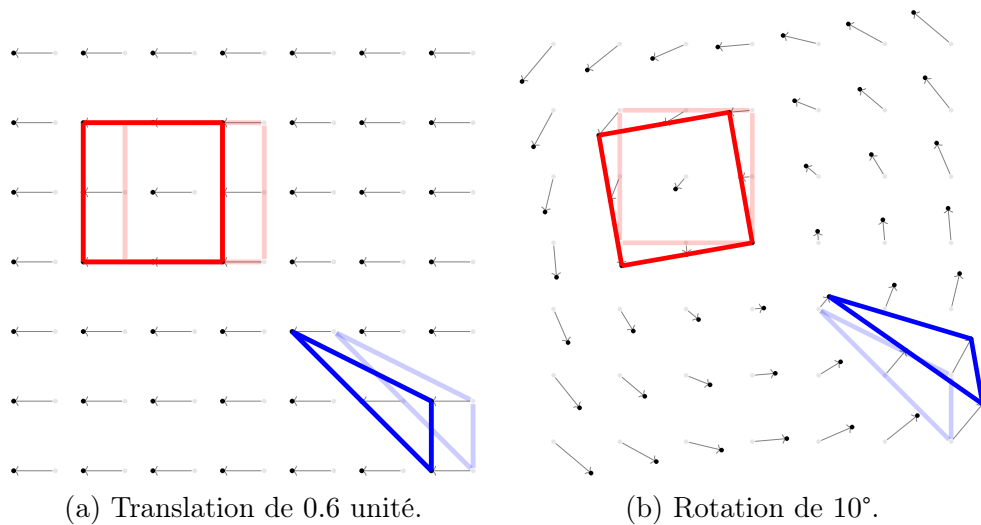 (a) Translation de 0.6 unité.
(b) Rotation de 10°.